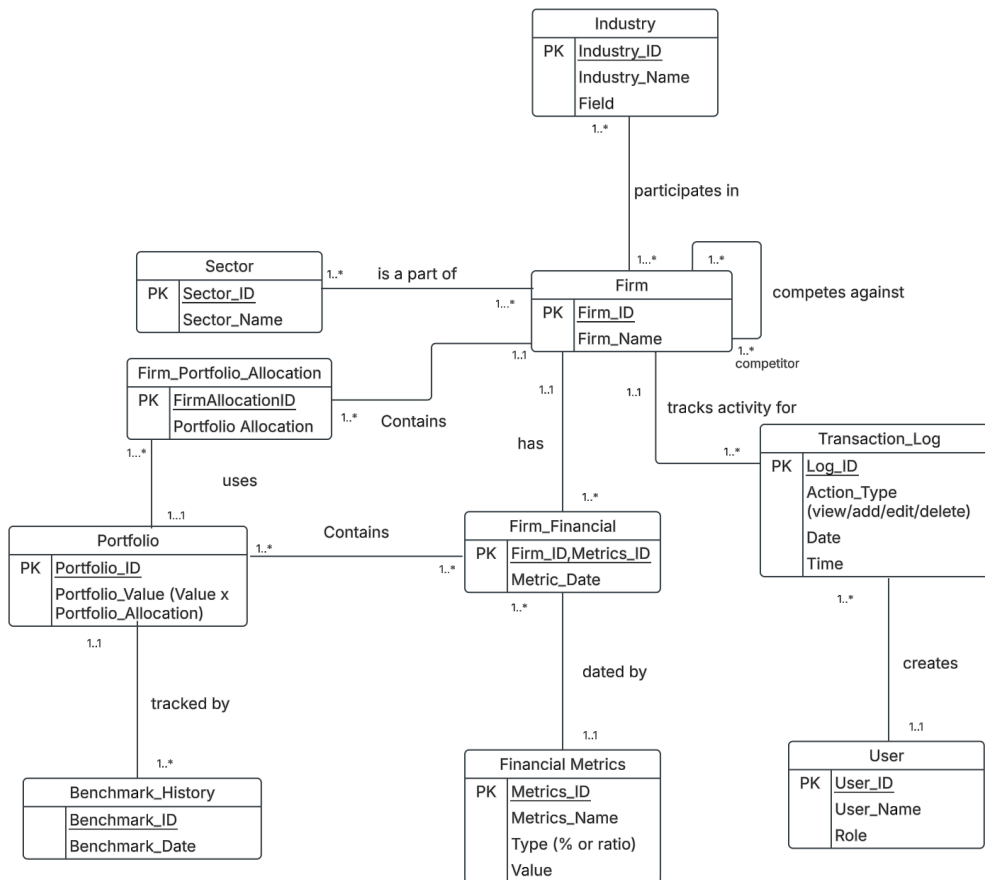 Industry
PK Industry_ID
Industry_Name
Field
1..*
participates in
1...*
Sector
PK Sector_ID
Sector_Name
1..*
is a part of
1...*
Firm
PK Firm_ID
Firm_Name
1..*
competes against
1..*
competitor
1..1
1..1
1..1
Firm_Portfolio_Allocation
PK FirmAllocationID
Portfolio Allocation
1..*
Contains
1...*
uses
1...1
has
1..*
tracks activity for
1..*
Transaction_Log
PK Log_ID
Action_Type
(view/add/edit/delete)
Date
Time
1..*
creates
1..1
Portfolio
PK Portfolio_ID
Portfolio_Value (Value x
Portfolio_Allocation)
1..*
Contains
1..*
Firm_Financial
PK Firm_ID,Metrics_ID
Metric_Date
1..*
dated by
1..1
1..1
tracked by
1..*
Benchmark_History
Benchmark_ID
Benchmark_Date
Financial Metrics
PK Metrics_ID
Metrics_Name
Type (% or ratio)
Value
User
PK User_ID
User_Name
Role